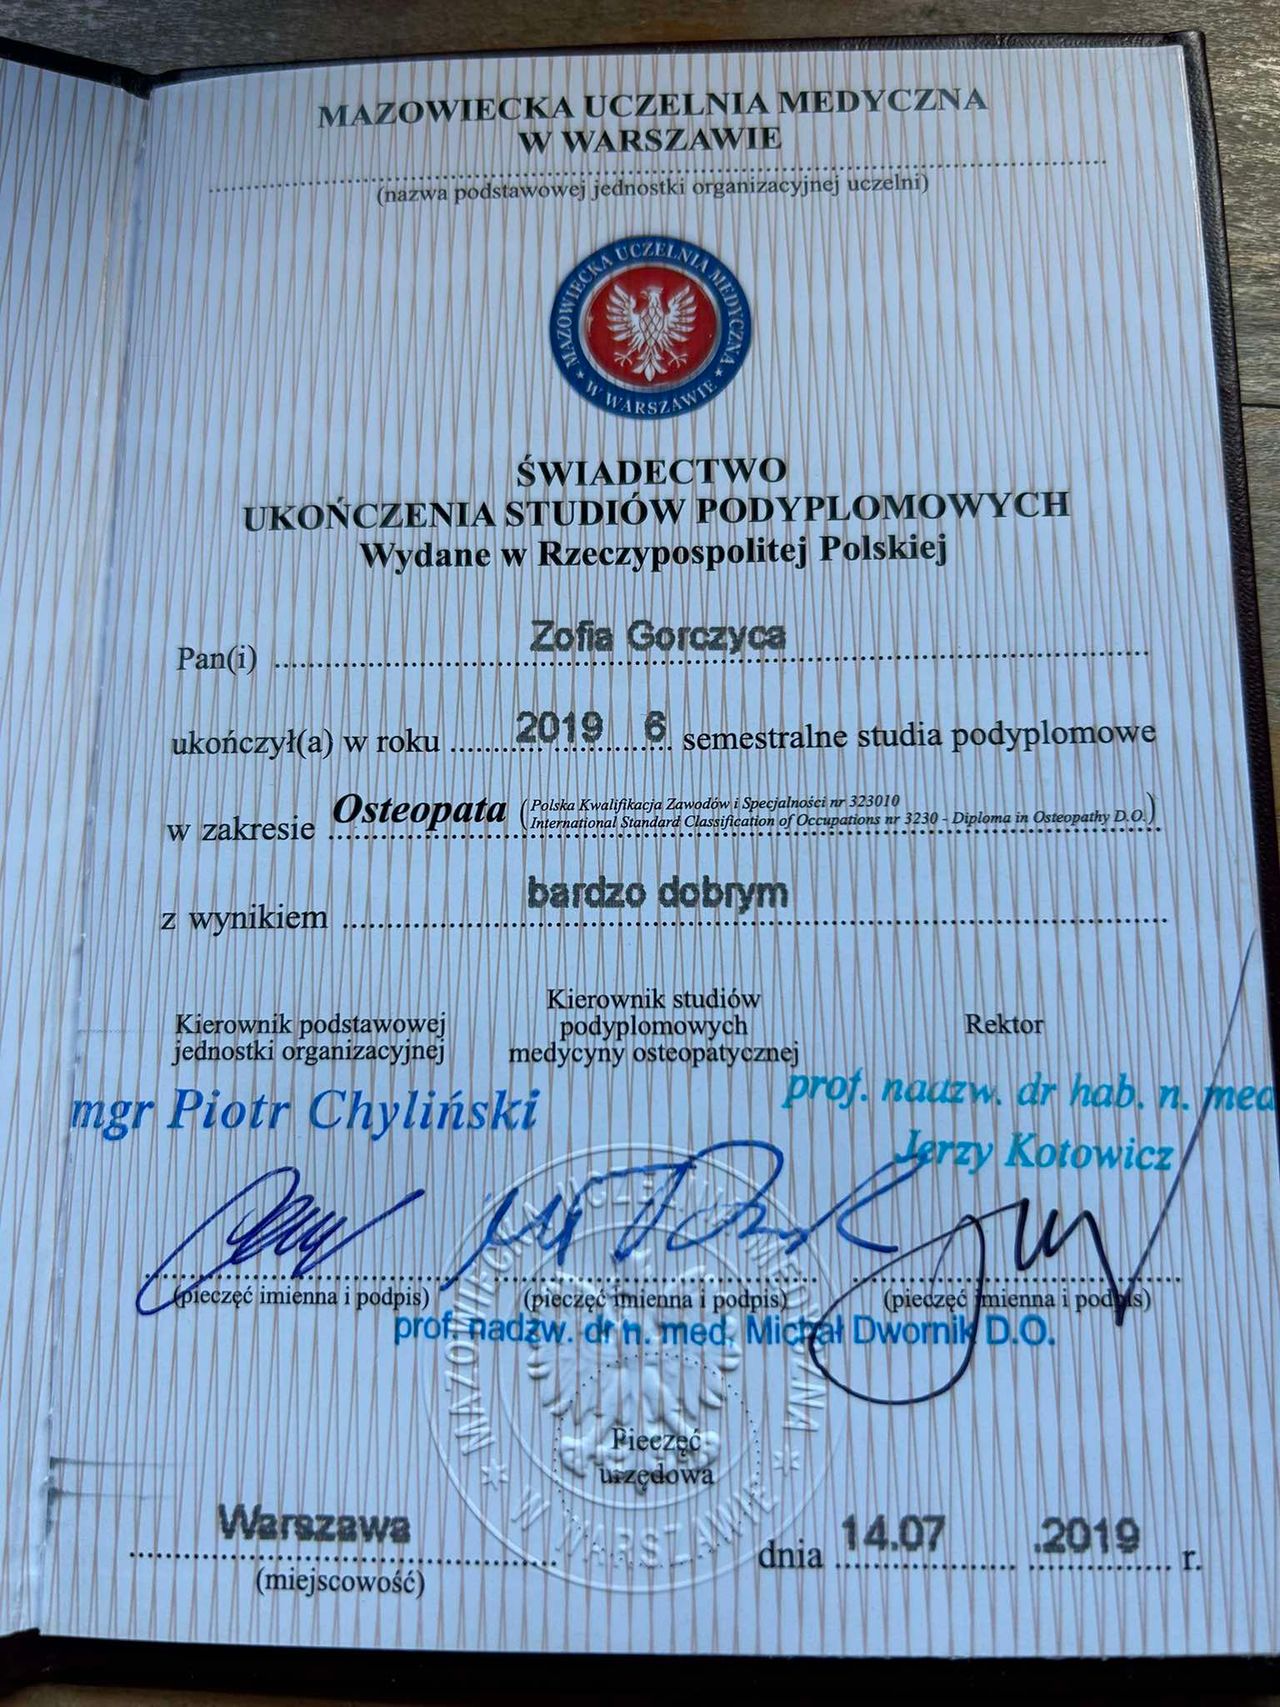 MAZOWIECKA UCZELNIA MEDYCZNA
W WARSZAWIE
(nazwa podstawowej jednostki organizacyjnej uczelni)
MAZOWIECKA UCZELNIA MEDYCZNA
W WARSZAWIE
ŚWIADECTWO
UKOŃCZENIA STUDIÓW PODYPLOMOWYCH
Wydane w Rzeczypospolitej Polskiej
Pan(i) Zofia Gorczyca
ukończył(a) w roku 2019 6 semestralne studia podyplomowe
w zakresie Osteopata (Polska Kwalifikacja Zawodów i Specjalności nr 323010
International Standard Classification of Occupations nr 3230 - Diploma in Osteopathy D.O.)
z wynikiem bardzo dobrym
Kierownik podstawowej
jednostki organizacyjnej
mgr Piotr Chyliński
(pieczęć imienna i podpis)
Kierownik studiów
podyplomowych
medycyny osteopatycznej
(pieczęć imienna i podpis)
prof. nadzw. dr n. med. Michał Dwornik D.O.
Rektor
prof. nadzw. dr hab. n. med
Jerzy Kotowicz
(pieczęć imienna i podpis)
MAZOWIECKA UCZELNIA MEDYCZNA
W WARSZAWIE
Pieczęć
urzędowa
Warszawa
(miejscowość)
dnia 14.07 .2019 r.